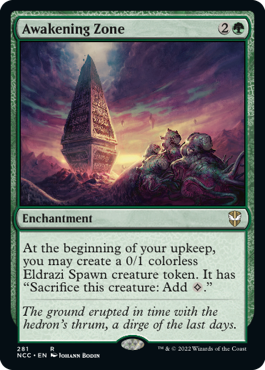 Awakening Zone 2
Enchantment
At the beginning of your upkeep,
you may create a 0/1 colorless
Eldrazi Spawn creature token. It has
“Sacrifice this creature: Add .”
The ground erupted in time with the
hedron’s thrum, a dirge of the last days.
281 R
NCC • EN Johann Bodin ™ & © 2022 Wizards of the Coast